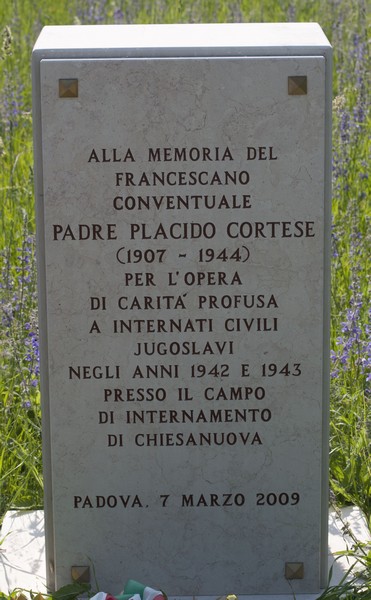 ALLA MEMORIA DEL
FRANCESCANO
CONVENTUALE
PADRE PLACIDO CORTESE
(1907 - 1944)
PER L'OPERA
DI CARITA' PROFUSA
A INTERNATI CIVILI
JUGOSLAVI
NEGLI ANNI 1942 E 1943
PRESSO IL CAMPO
DI INTERNAMENTO
DI CHIESANUOVA
PADOVA, 7 MARZO 2009